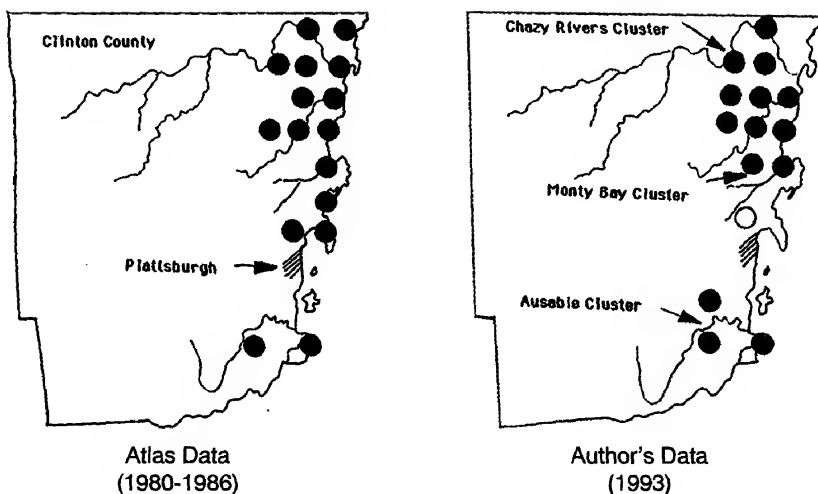 Clinton County
Plattsburgh
Atlas Data
(1980-1986)
Chazy Rivers Cluster
Monty Bay Cluster
Ausable Cluster
Author's Data
(1993)